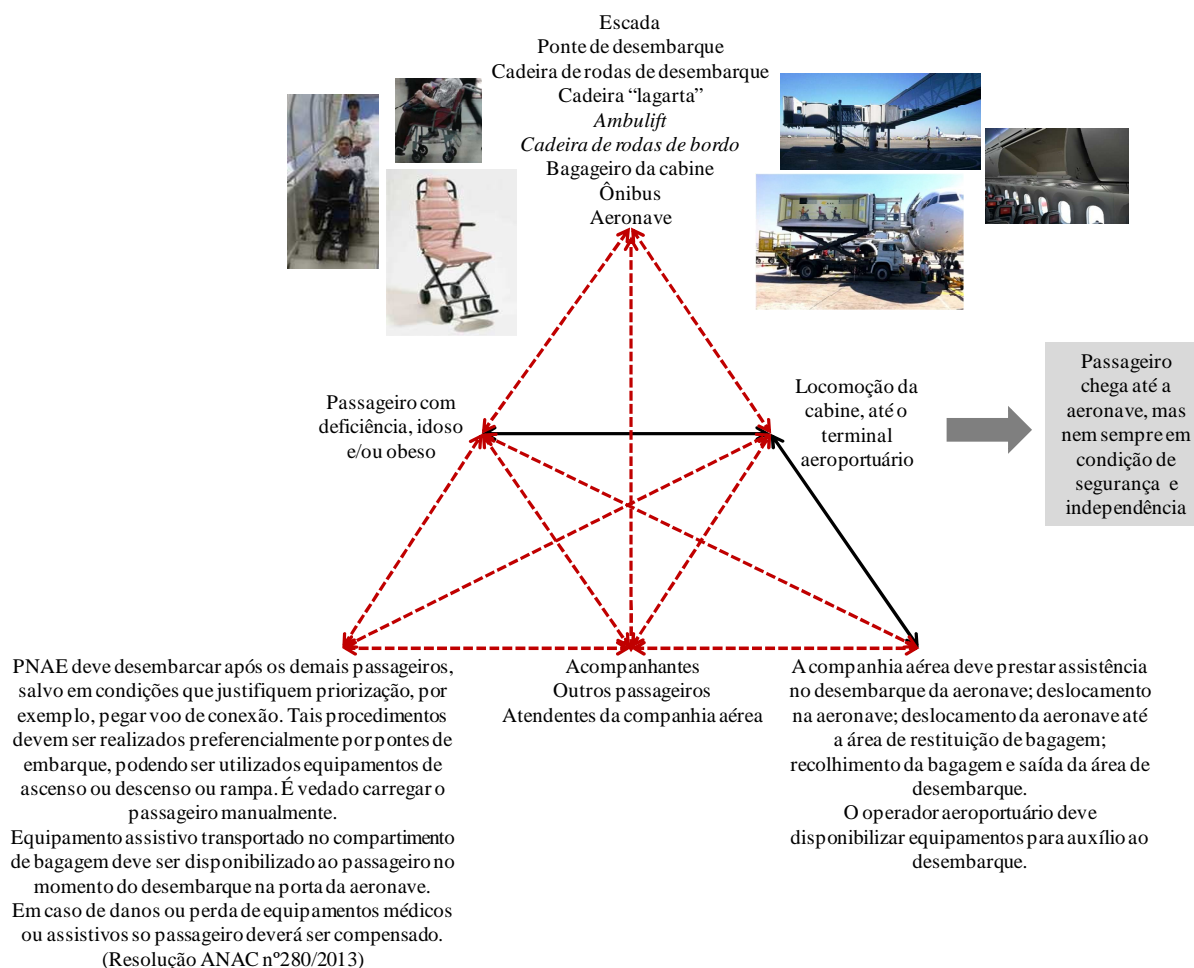 Escada
Ponte de desembarque
Cadeira de rodas de desembarque
Cadeira “lagarta”
Ambulift
Cadeira de rodas de bordo
Bagageiro da cabine
Ônibus
Aeronave
Passageiro com
deficiência, idoso
e/ou obeso
Locomoção da
cabine, até o
terminal
aeroportuário
Passageiro
chega até a
aeronave, mas
nem sempre em
condição de
segurança e
independência
PNAE deve desembarcar após os demais passageiros,
salvo em condições que justifiquem priorização, por
exemplo, pegar voo de conexão. Tais procedimentos
devem ser realizados preferencialmente por pontes de
embarque, podendo ser utilizados equipamentos de
ascenso ou descenso ou rampa. É vedado carregar o
passageiro manualmente.
Equipamento assistivo transportado no compartimento
de bagagem deve ser disponibilizado ao passageiro no
momento do desembarque na porta da aeronave.
Em caso de danos ou perda de equipamentos médicos
ou assistivos so passageiro deverá ser compensado.
(Resolução ANAC nº280/2013)
Acompanhantes
Outros passageiros
Atendentes da companhia aérea
A companhia aérea deve prestar assistência
no desembarque da aeronave; deslocamento
na aeronave; deslocamento da aeronave até
a área de restituição de bagagem;
recolhimento da bagagem e saída da área de
desembarque.
O operador aeroportuário deve
disponibilizar equipamentos para auxílio ao
desembarque.